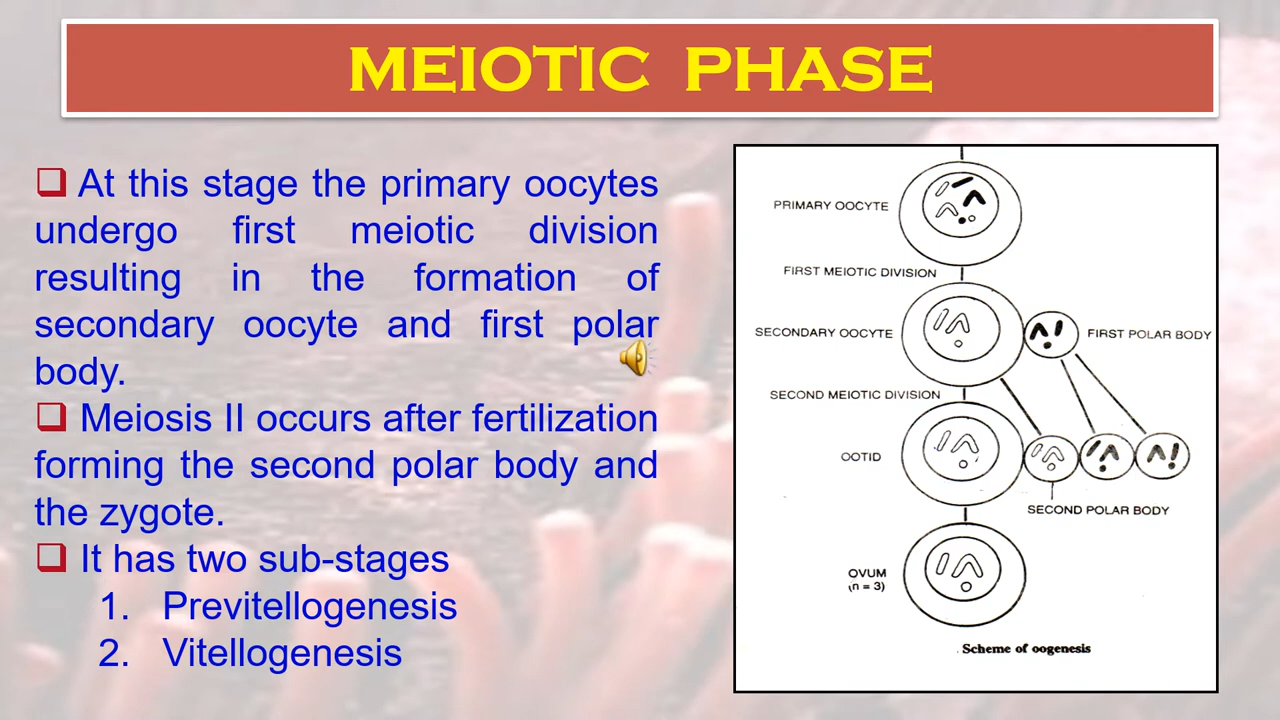 MEIOTIC PHASE
❑ At this stage the primary oocytes
undergo first meiotic division
resulting in the formation of
secondary oocyte and first polar
body.
❑ Meiosis II occurs after fertilization
forming the second polar body and
the zygote.
❑ It has two sub-stages
1. Previtellogenesis
2. Vitellogenesis
PRIMARY OOCYTE
FIRST MEIOTIC DIVISION
SECONDARY OOCYTE
FIRST POLAR BODY
SECOND MEIOTIC DIVISION
OOTID
SECOND POLAR BODY
OVUM
(n = 3)
Scheme of oogenesis